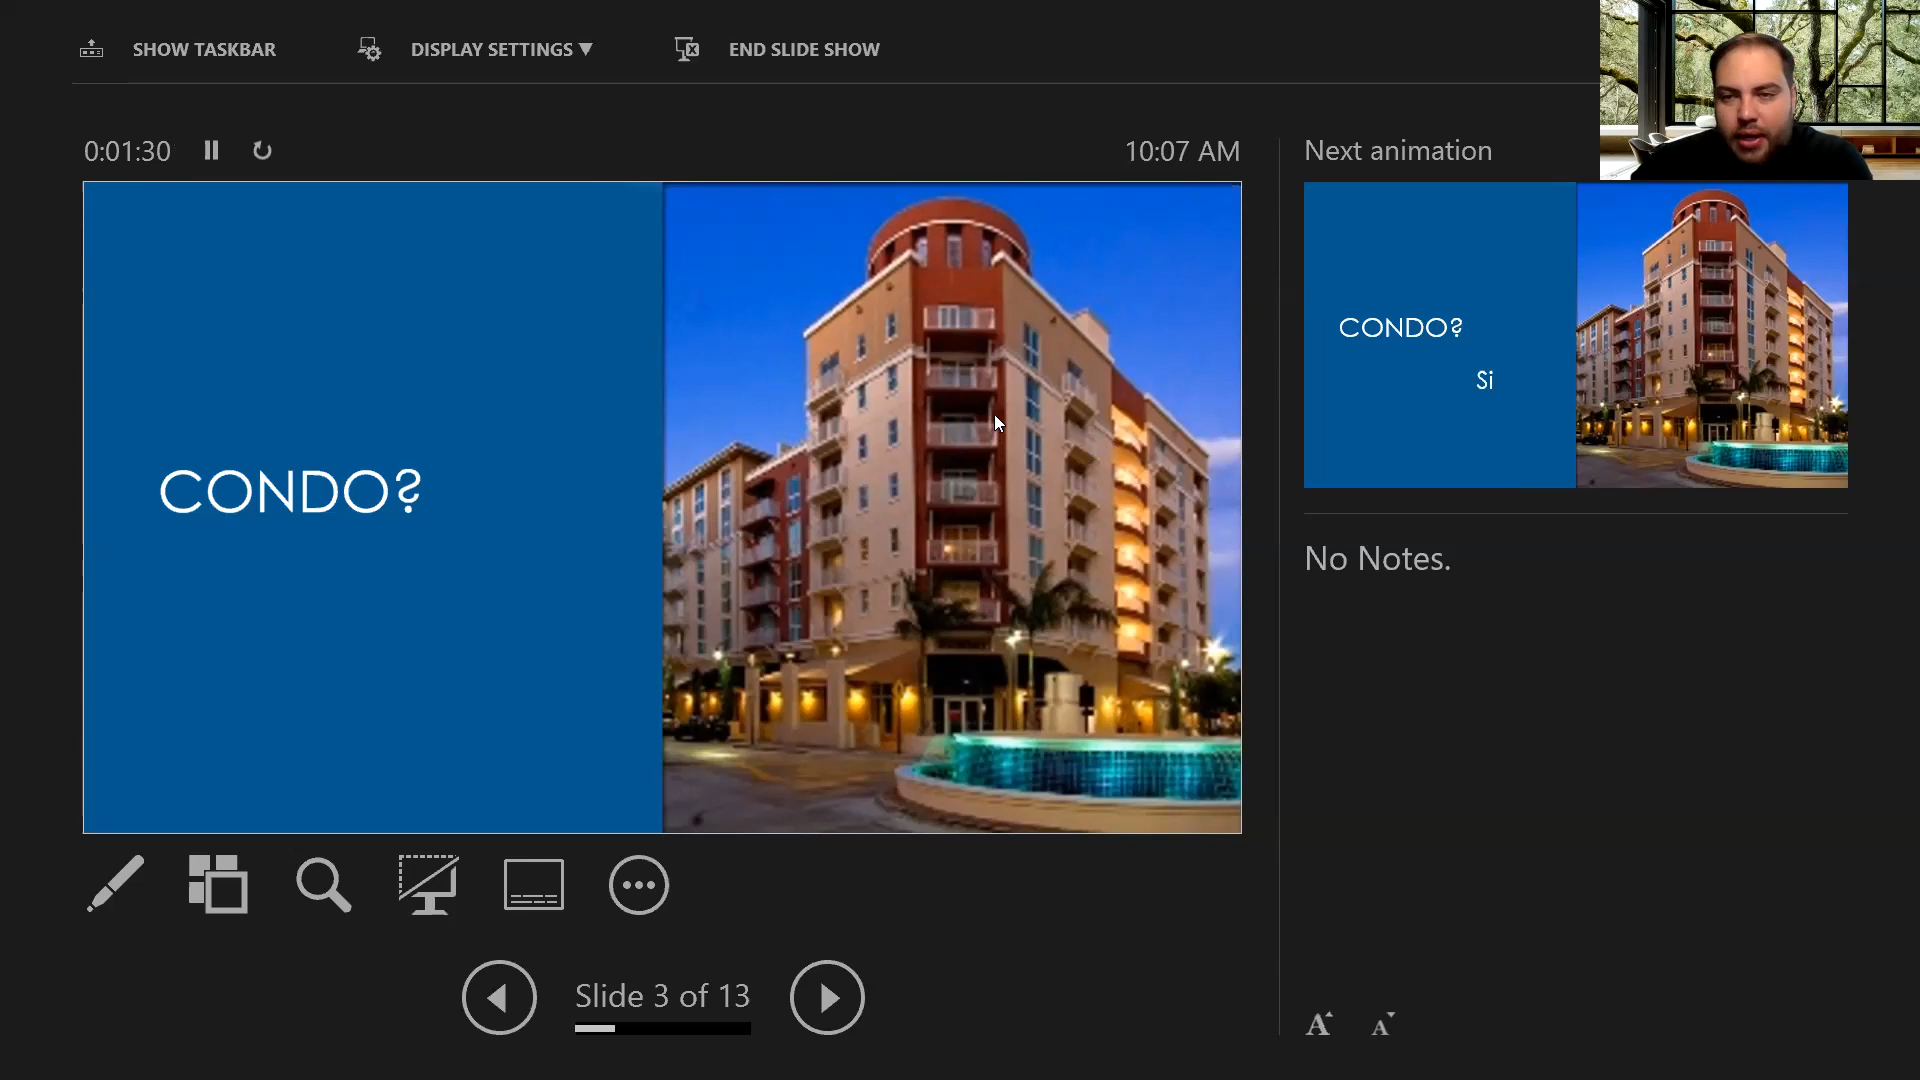 SHOW TASKBAR
DISPLAY SETTINGS ▼
END SLIDE SHOW
0:01:30
10:07 AM
Next animation
CONDO?
CONDO?
Si
No Notes.
Slide 3 of 13
A
A